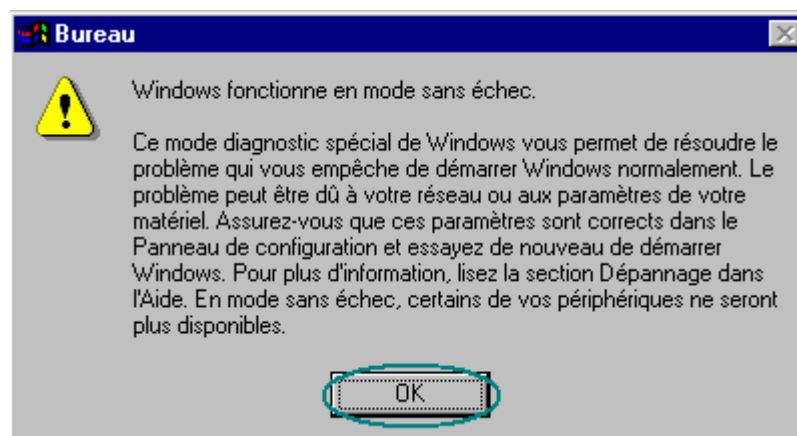 Bureau
Windows fonctionne en mode sans échec.
Ce mode diagnostic spécial de Windows vous permet de résoudre le
problème qui vous empêche de démarrer Windows normalement. Le
problème peut être dû à votre réseau ou aux paramètres de votre
matériel. Assurez-vous que ces paramètres sont corrects dans le
Panneau de configuration et essayez de nouveau de démarrer
Windows. Pour plus d'information, lisez la section Dépannage dans
l'Aide. En mode sans échec, certains de vos périphériques ne seront
plus disponibles.
OK